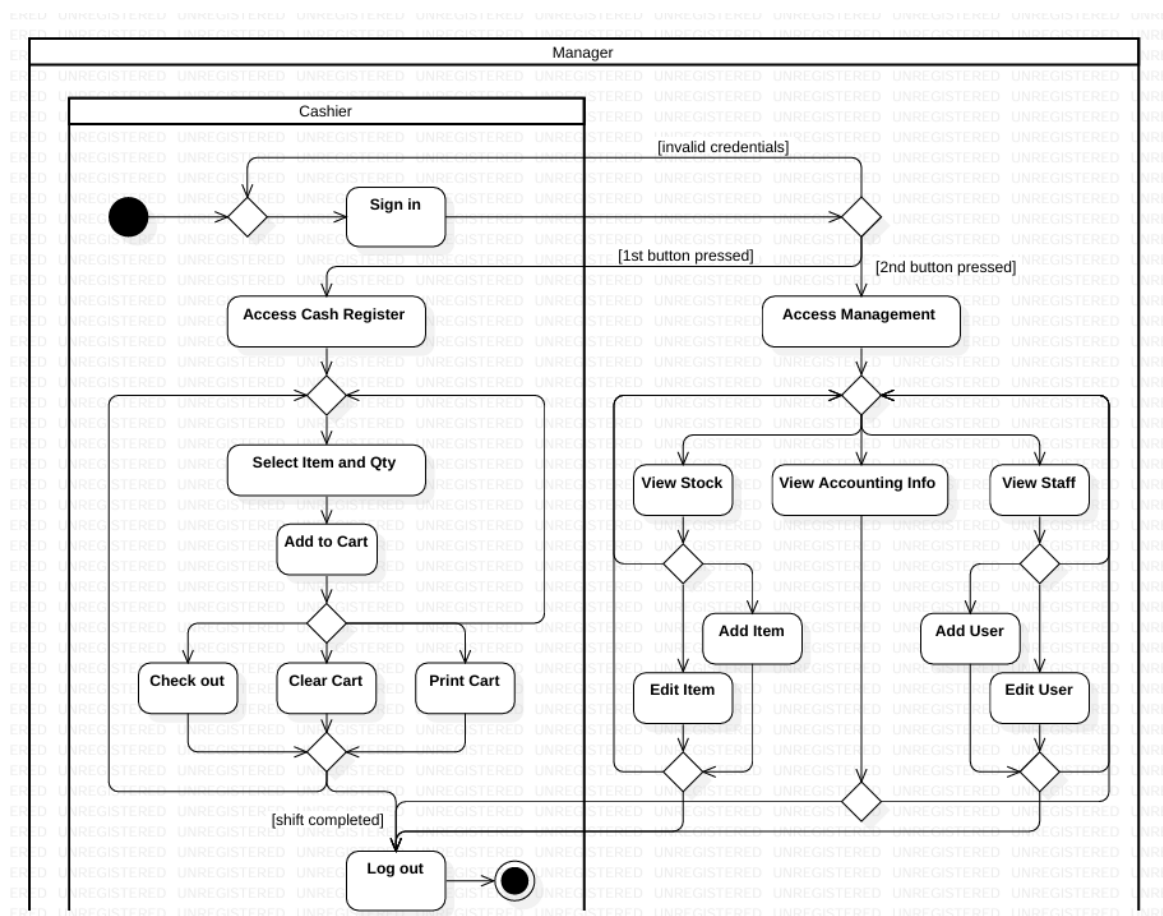 Manager
Cashier
[invalid credentials]
Sign in
[1st button pressed]
[2nd button pressed]
Access Cash Register
Access Management
Select Item and Qty
View Stock
View Accounting Info
View Staff
Add to Cart
Add Item
Add User
Check out
Clear Cart
Print Cart
Edit Item
Edit User
[shift completed]
Log out
UNREGISTERED